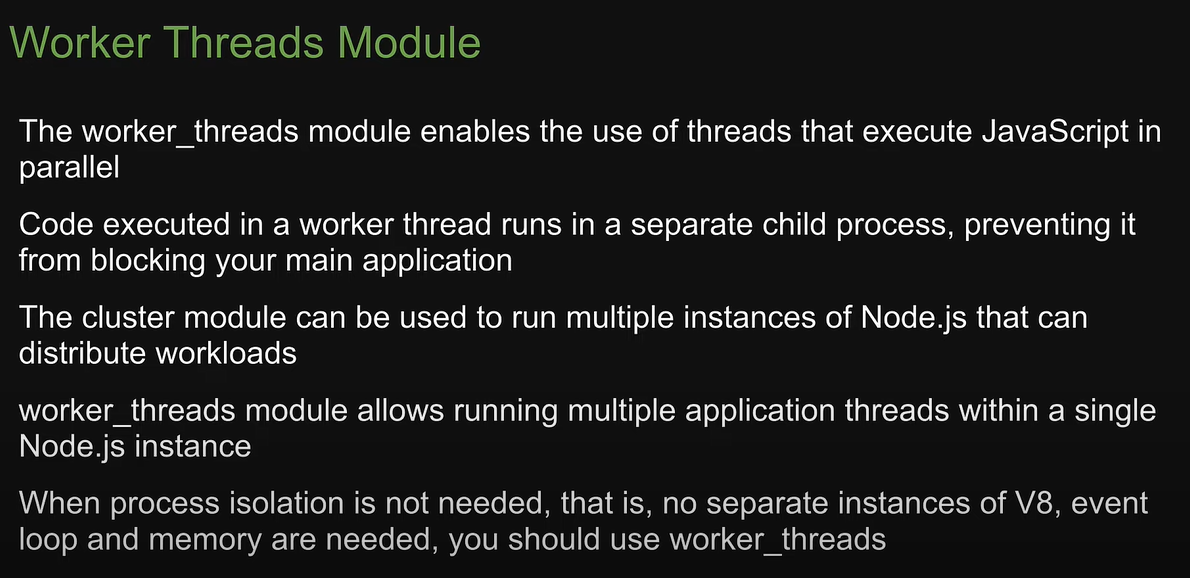 Worker Threads Module
The worker_threads module enables the use of threads that execute JavaScript in
parallel
Code executed in a worker thread runs in a separate child process, preventing it
from blocking your main application
The cluster module can be used to run multiple instances of Node.js that can
distribute workloads
worker_threads module allows running multiple application threads within a single
Node.js instance
When process isolation is not needed, that is, no separate instances of V8, event
loop and memory are needed, you should use worker_threads